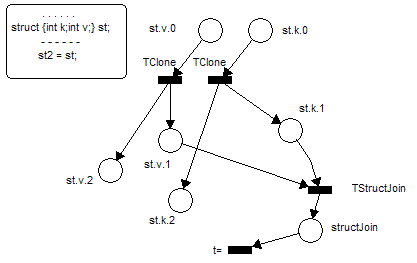 . . . . . .
struct {int k;int v;} st;
- - - - - -
st2 = st;
st.v.0
st.k.0
TClone
TClone
st.k.1
st.v.1
st.v.2
st.k.2
TStructJoin
structJoin
t=